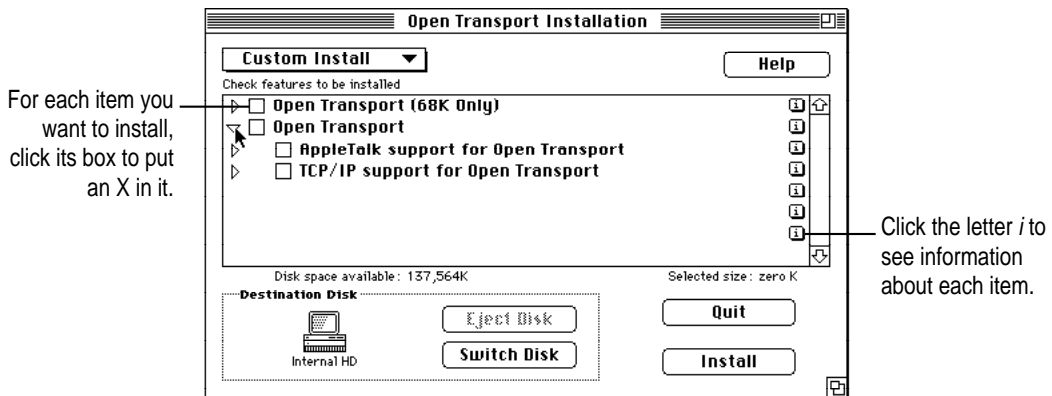 Open Transport Installation
Custom Install
Help
Check features to be installed
For each item you
want to install,
click its box to put
an X in it.
Open Transport (68K Only)
Open Transport
AppleTalk support for Open Transport
TCP/IP support for Open Transport
i
i
i
i
i
i
i
Click the letter i to
see information
about each item.
Disk space available: 137,564K
Selected size: zero K
Destination Disk
Internal HD
Eject Disk
Switch Disk
Quit
Install